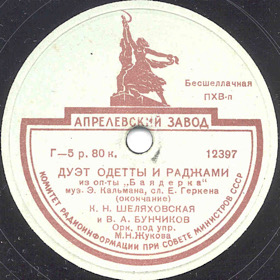 Бесшеллачная
ПХВ-п
АПРЕЛЕВСКИЙ ЗАВОД
Г—5 р. 80 к. 12397
ДУЭТ ОДЕТТЫ И РАДЖАМИ
из оп-ты „Баядерка"
муз. Э. Кальмана, сл. Е. Геркена
(окончание)
К. Н. ШЕЛЯХОВСКАЯ
и В. А. БУНЧИКОВ
Орк. под упр.
М.Н.Жукова
КОМИТЕТ РАДИОИНФОРМАЦИИ ПРИ СОВЕТЕ МИНИСТРОВ СССР